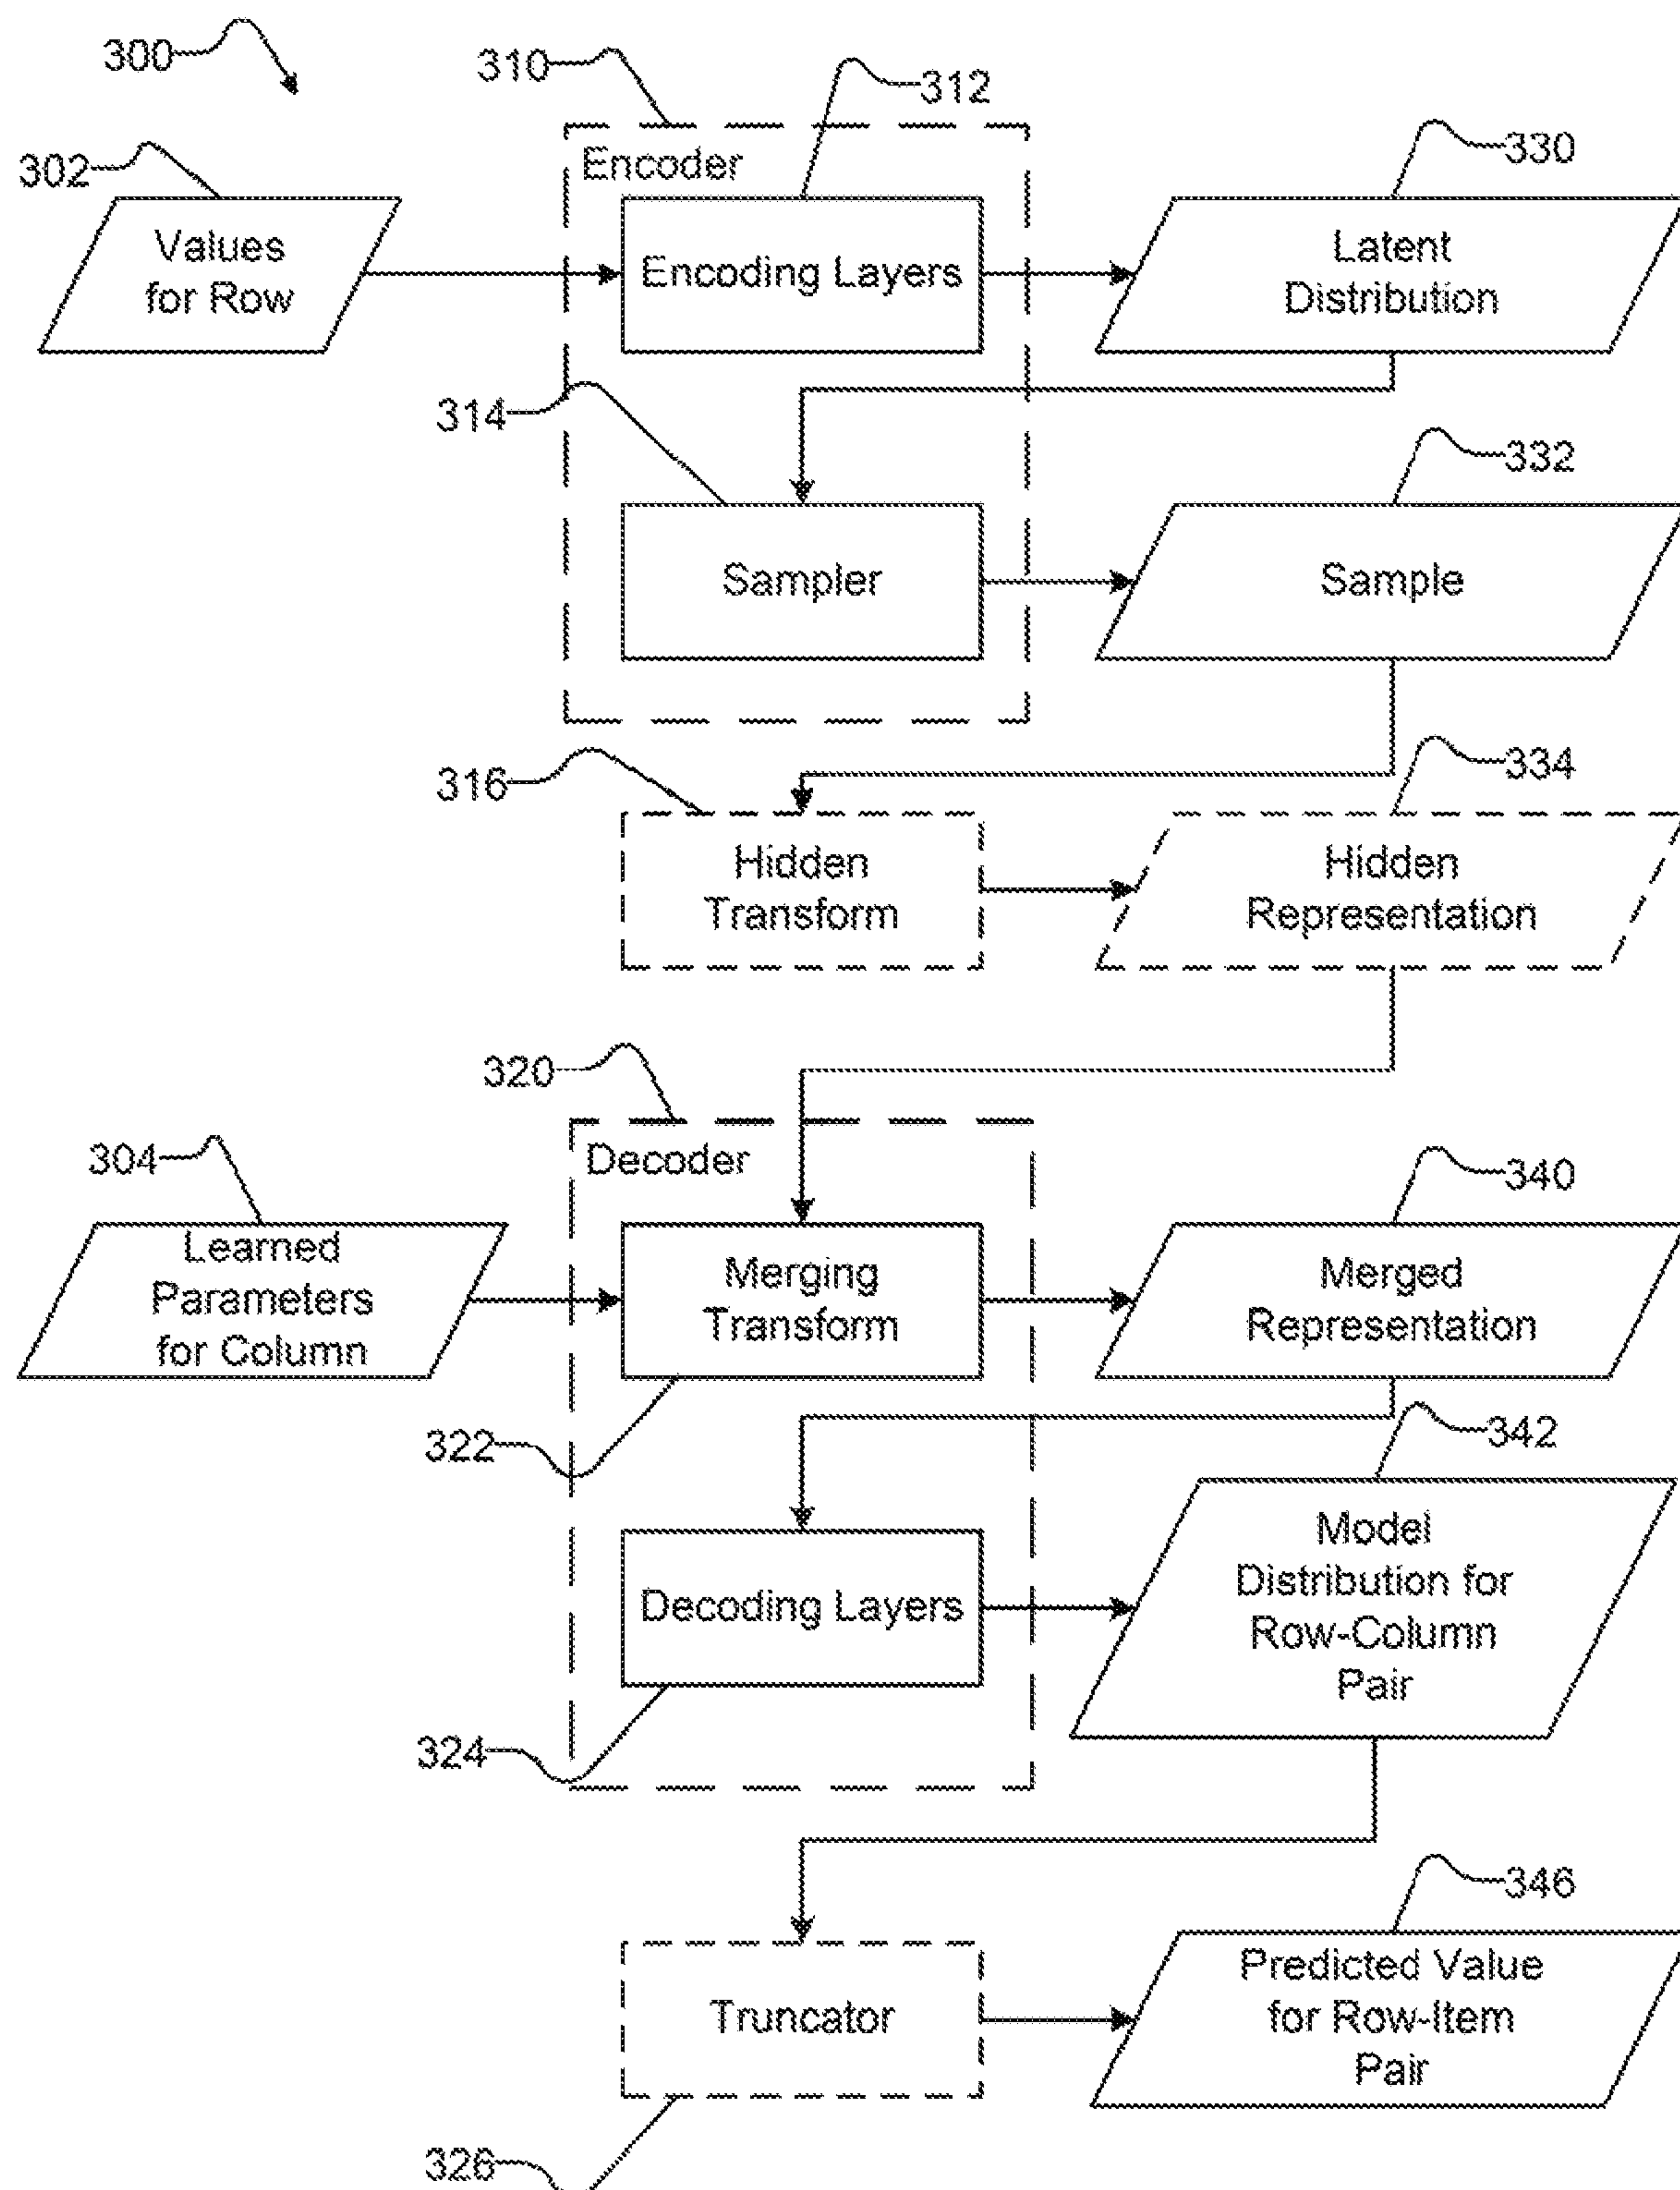 300
310
312
302
Encoder
330
Values
for Row
Encoding Layers
Latent
Distribution
314
332
Sampler
Sample
316
334
Hidden
Transform
Hidden
Representation
320
304
Decoder
340
Learned
Parameters
for Column
Merging
Transform
Merged
Representation
322
342
Decoding Layers
Model
Distribution for
Row-Column
Pair
324
346
Truncator
Predicted Value
for Row-Item
Pair
326